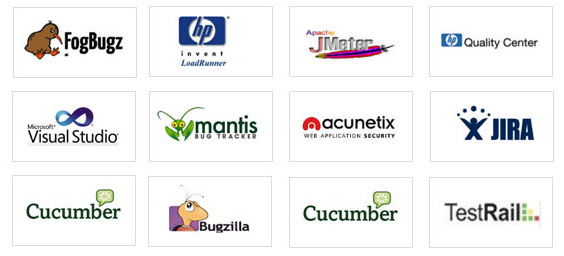 FogBugz
hp
invent
LoadRunner
Apache
JMeter
hp Quality Center
Microsoft®
Visual Studio
mantis
BUG TRACKER
acunetix
WEB APPLICATION SECURITY
JIRA
Cucumber
Bugzilla
Cucumber
TestRail